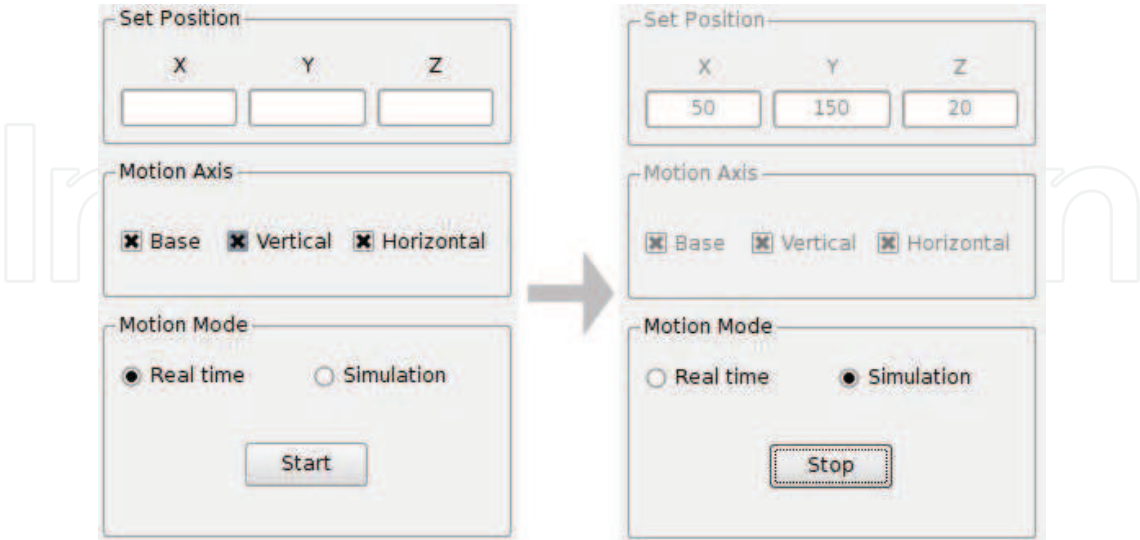 Set Position
X Y Z
Motion Axis
Base Vertical Horizontal
Motion Mode
Real time Simulation
Start
Set Position
X Y Z
50 150 20
Motion Axis
Base Vertical Horizontal
Motion Mode
Real time Simulation
Stop